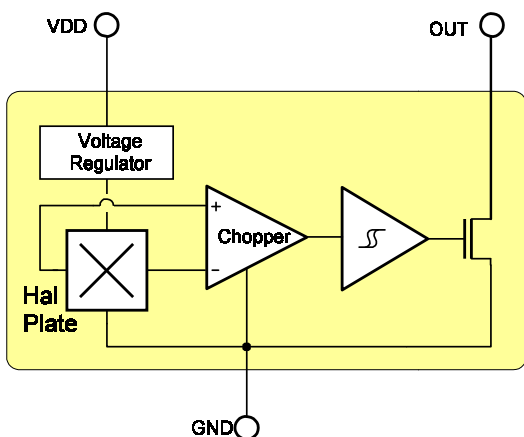 VDD
OUT
Voltage
Regulator
+
Chopper
−
Hal
Plate
GND